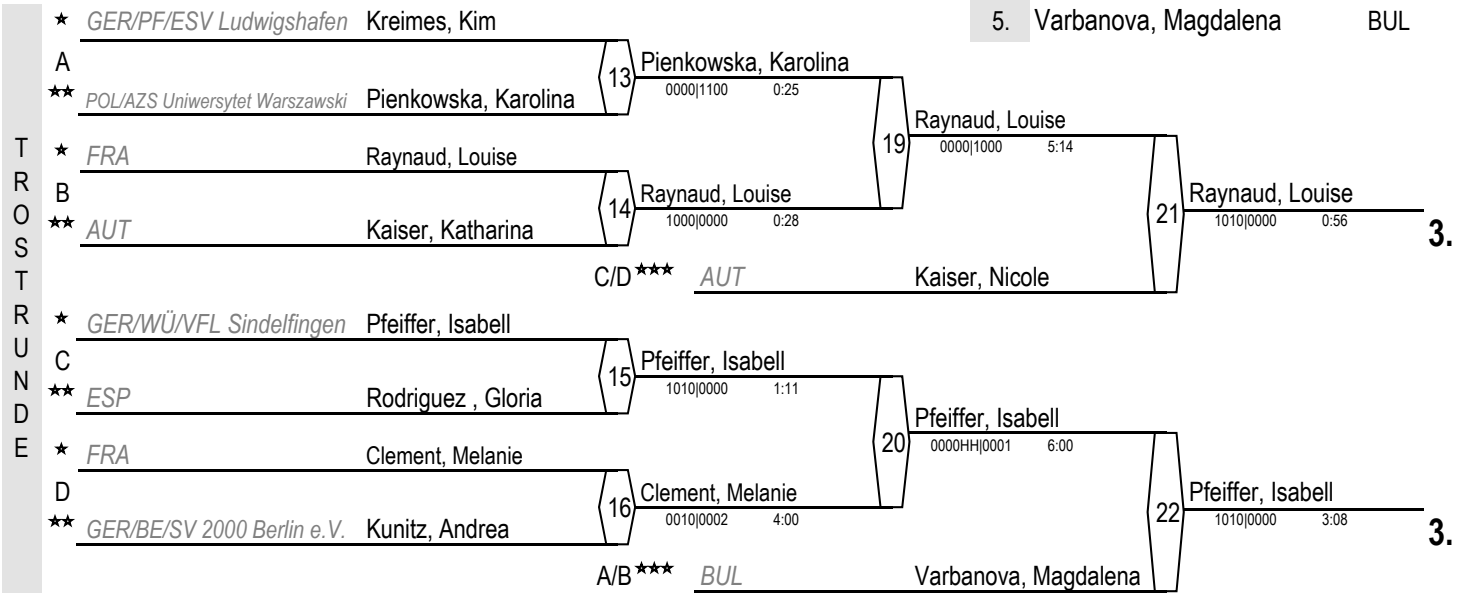 5. Varbanova, Magdalena BUL
TROSTRUNDE
GER/PF/ESV Ludwigshafen Kreimes, Kim
A
POL/AZS Uniwersytet Warszawski Pienkowska, Karolina
13
Pienkowska, Karolina
0000|1100 0:25
FRA Raynaud, Louise
B
AUT Kaiser, Katharina
14
Raynaud, Louise
1000|0000 0:28
19
Raynaud, Louise
0000|1000 5:14
C/D AUT Kaiser, Nicole
21
Raynaud, Louise
1010|0000 0:56
3.
GER/WÜ/VFL Sindelfingen Pfeiffer, Isabell
C
ESP Rodriguez , Gloria
15
Pfeiffer, Isabell
1010|0000 1:11
FRA Clement, Melanie
D
GER/BE/SV 2000 Berlin e.V. Kunitz, Andrea
16
Clement, Melanie
0010|0002 4:00
20
Pfeiffer, Isabell
0000HH|0001 6:00
A/B BUL Varbanova, Magdalena
22
Pfeiffer, Isabell
1010|0000 3:08
3.